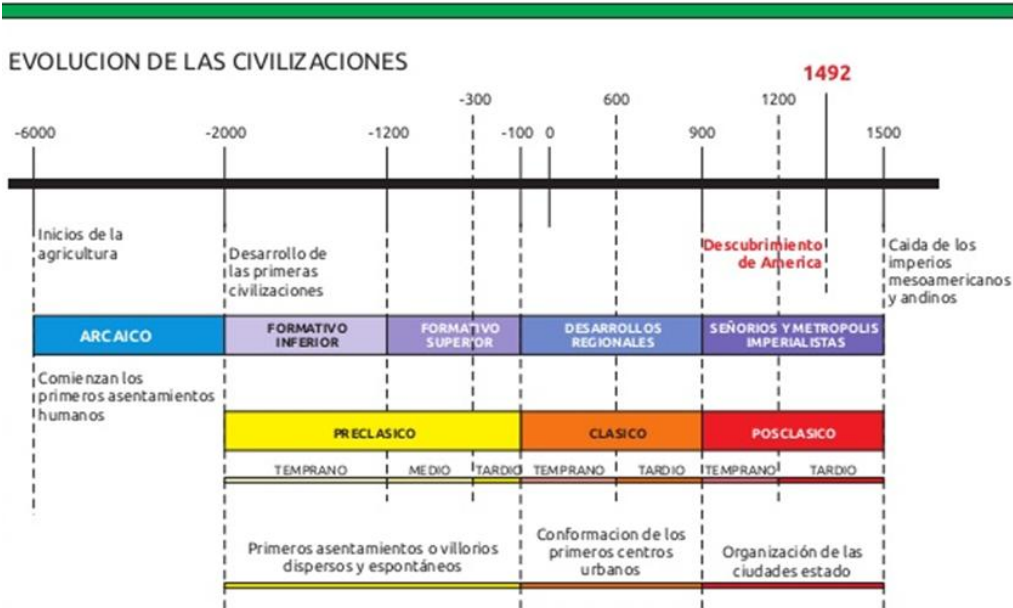 EVOLUCION DE LAS CIVILIZACIONES
1492
-300
600
1200
-6000
-2000
-1200
-100
0
900
1500
Inicios de la
agricultura
Desarrollo de
las primeras
civilizaciones
Descubrimiento
de America
Caida de los
imperios
mesoamericanos
y andinos
ARCAICO
FORMATIVO
INFERIOR
FORMATIVO
SUPERIOR
DESARROLLOS
REGIONALES
SEÑORIOS Y METROPOLIS
IMPERIALISTAS
Comienzan los
primeros asentamientos
humanos
PRECLASICO
CLASICO
POSCLASICO
TEMPRANO
MEDIO
TARDIO
TEMPRANO
TARDIO
TEMPRANO
TARDIO
Primeros asentamientos o villorios
dispersos y espontáneos
Conformacion de los
primeros centros
urbanos
Organización de las
ciudades estado